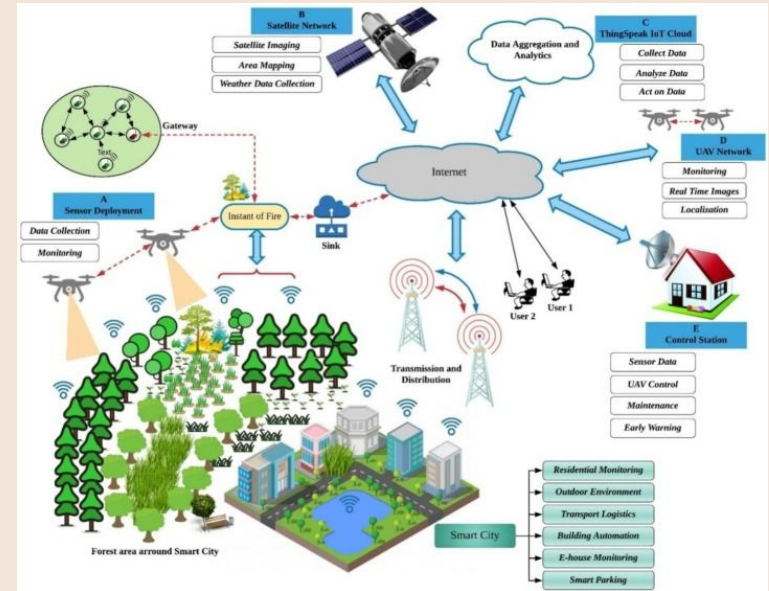 B
Satellite Network
Satellite Imaging
Area Mapping
Weather Data Collection
Data Aggregation and
Analytics
C
ThingSpeak IoT Cloud
Collect Data
Analyze Data
Act on Data
Gateway
Text
A
Sensor Deployment
Data Collection
Monitoring
Instant of Fire
Sink
Internet
D
UAV Network
Monitoring
Real Time Images
Localization
User 2
User 1
Transmission and
Distribution
E
Control Station
Sensor Data
UAV Control
Maintenance
Early Warning
Forest area arround Smart City
Smart City
Residential Monitoring
Outdoor Environment
Transport Logistics
Building Automation
E-house Monitoring
Smart Parking